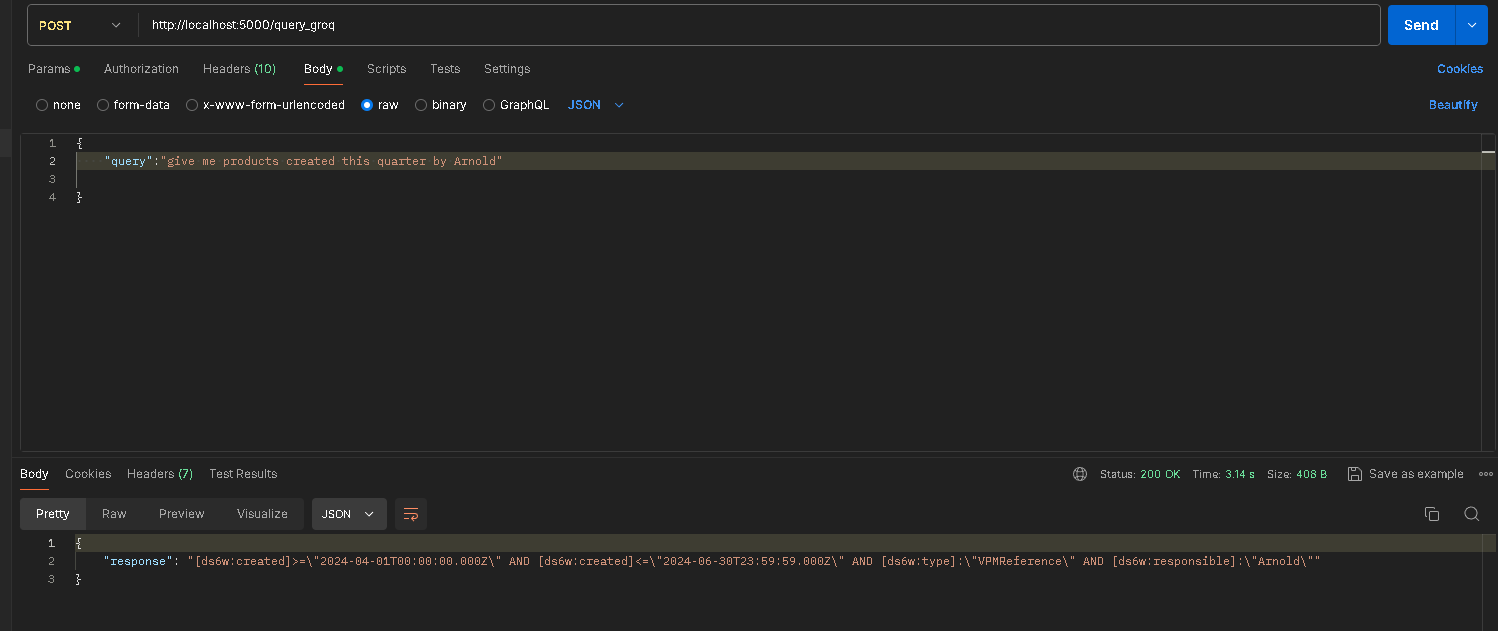 POST http://localhost:5000/query_groq Send
Params Authorization Headers (10) Body Scripts Tests Settings Cookies
none form-data x-www-form-urlencoded raw binary GraphQL JSON Beautify
1 {
2 "query":"give me products created this quarter by Arnold"
3
4 }
Body Cookies Headers (7) Test Results Status: 200 OK Time: 3.14 s Size: 408 B Save as example
Pretty Raw Preview Visualize JSON
1 {
2 "response": "[ds6w:created]>=\"2024-04-01T00:00:00.000Z\" AND [ds6w:created]<=\"2024-06-30T23:59:59.000Z\" AND [ds6w:type]:\"VPMReference\" AND [ds6w:responsible]:\"Arnold\""
3 }